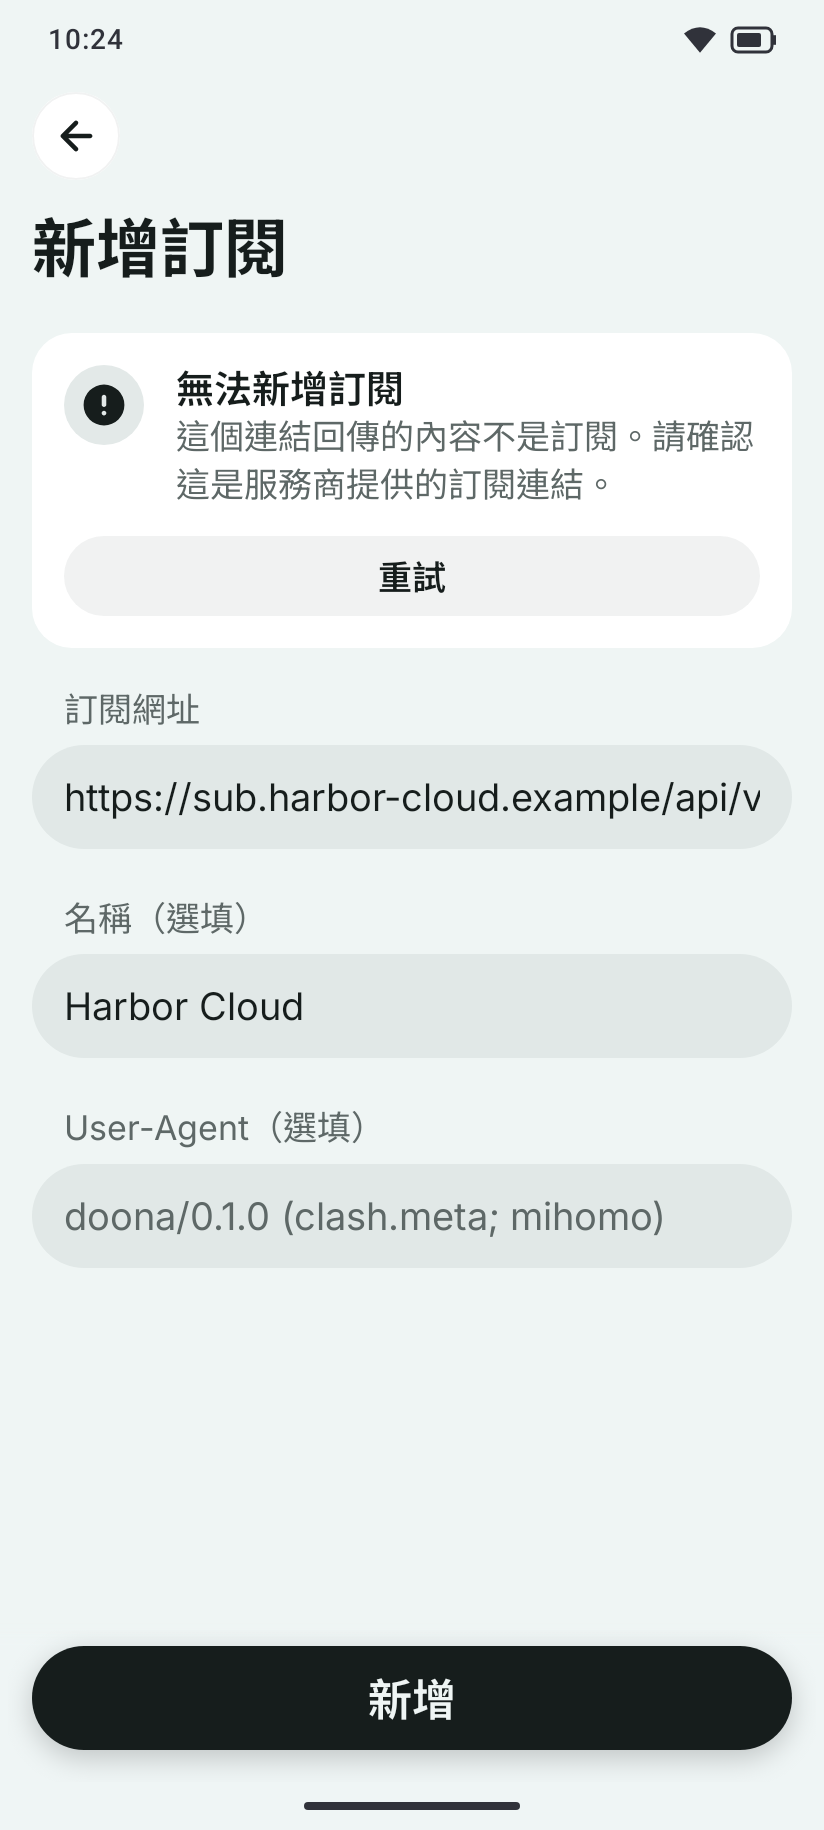 10:24
新增訂閱
無法新增訂閱
這個連結回傳的內容不是訂閱。請確認
這是服務商提供的訂閱連結。
重試
訂閱網址
https://sub.harbor-cloud.example/api/v
名稱（選填）
Harbor Cloud
User-Agent（選填）
doona/0.1.0 (clash.meta; mihomo)
新增